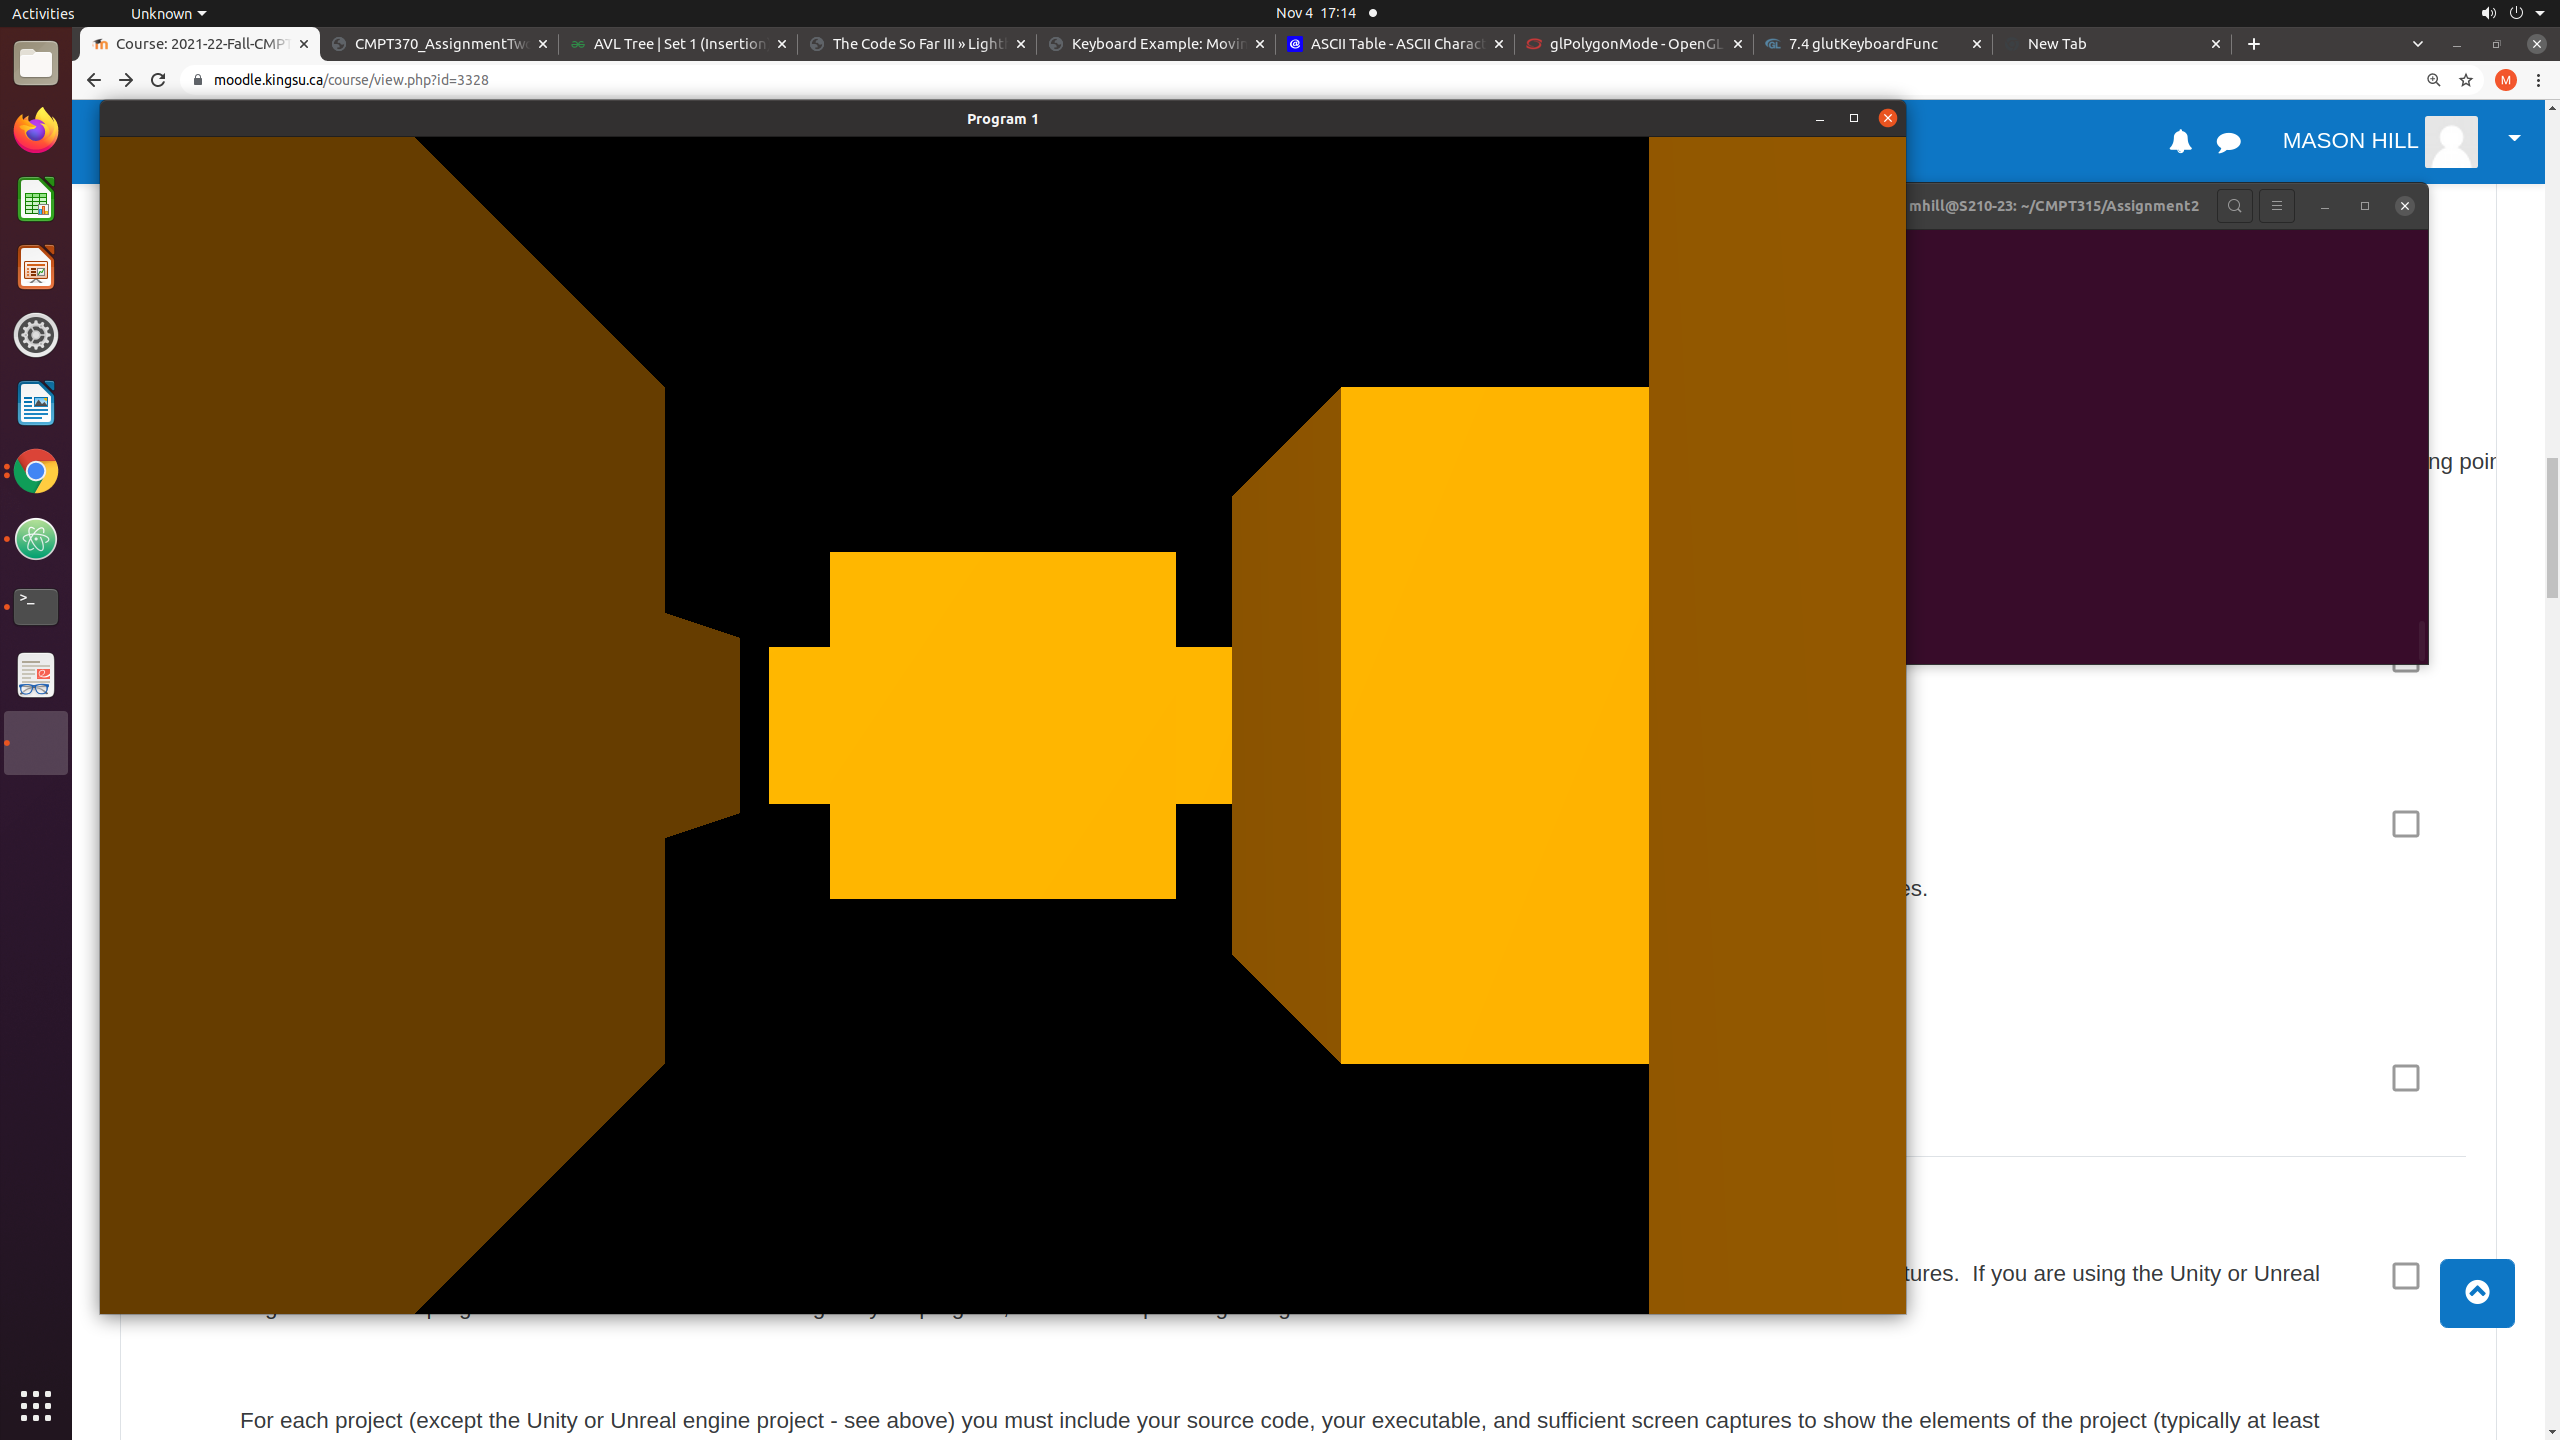 Activities
Unknown
Nov 4 17:14
Course: 2021-22-Fall-CMPT
CMPT370_AssignmentTwo
AVL Tree | Set 1 (Insertion
The Code So Far III » Lighti
Keyboard Example: Movin
ASCII Table - ASCII Charact
glPolygonMode - OpenGL
7.4 glutKeyboardFunc
New Tab
moodle.kingsu.ca/course/view.php?id=3328
M
Program 1
MASON HILL
mhill@S210-23: ~/CMPT315/Assignment2
ng poin
es.
tures. If you are using the Unity or Unreal
For each project (except the Unity or Unreal engine project - see above) you must include your source code, your executable, and sufficient screen captures to show the elements of the project (typically at least